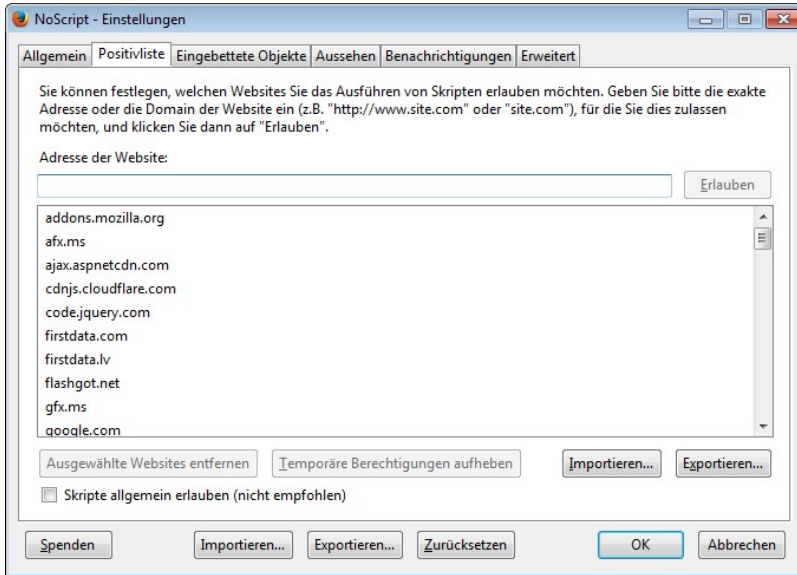 NoScript - Einstellungen
Allgemein Positivliste Eingebettete Objekte Aussehen Benachrichtigungen Erweitert
Sie können festlegen, welchen Websites Sie das Ausführen von Skripten erlauben möchten. Geben Sie bitte die exakte
Adresse oder die Domain der Website ein (z.B. "http://www.site.com" oder "site.com"), für die Sie dies zulassen
möchten, und klicken Sie dann auf "Erlauben".
Adresse der Website:
Erlauben
addons.mozilla.org
afx.ms
ajax.aspnetcdn.com
cdnjs.cloudflare.com
code.jquery.com
firstdata.com
firstdata.lv
flashgot.net
gfx.ms
google.com
Ausgewählte Websites entfernen Temporäre Berechtigungen aufheben Importieren... Exportieren...
Skripte allgemein erlauben (nicht empfohlen)
Spenden Importieren... Exportieren... Zurücksetzen OK Abbrechen